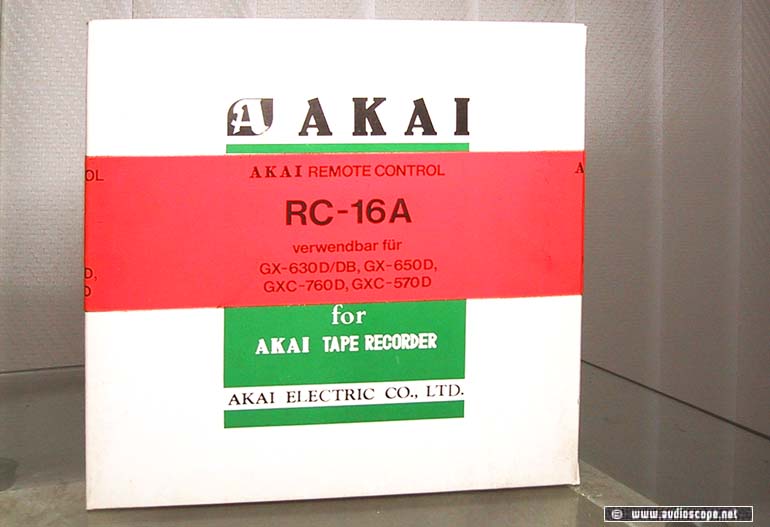 A AKAI
OL
AKAI REMOTE CONTROL
A
RC-16A
verwendbar für
GX-630D/DB, GX-650D,
D,
GXC-760D, GXC-570D
D
for
AKAI TAPE RECORDER
AKAI ELECTRIC CO., LTD.
© www.audioscope.net